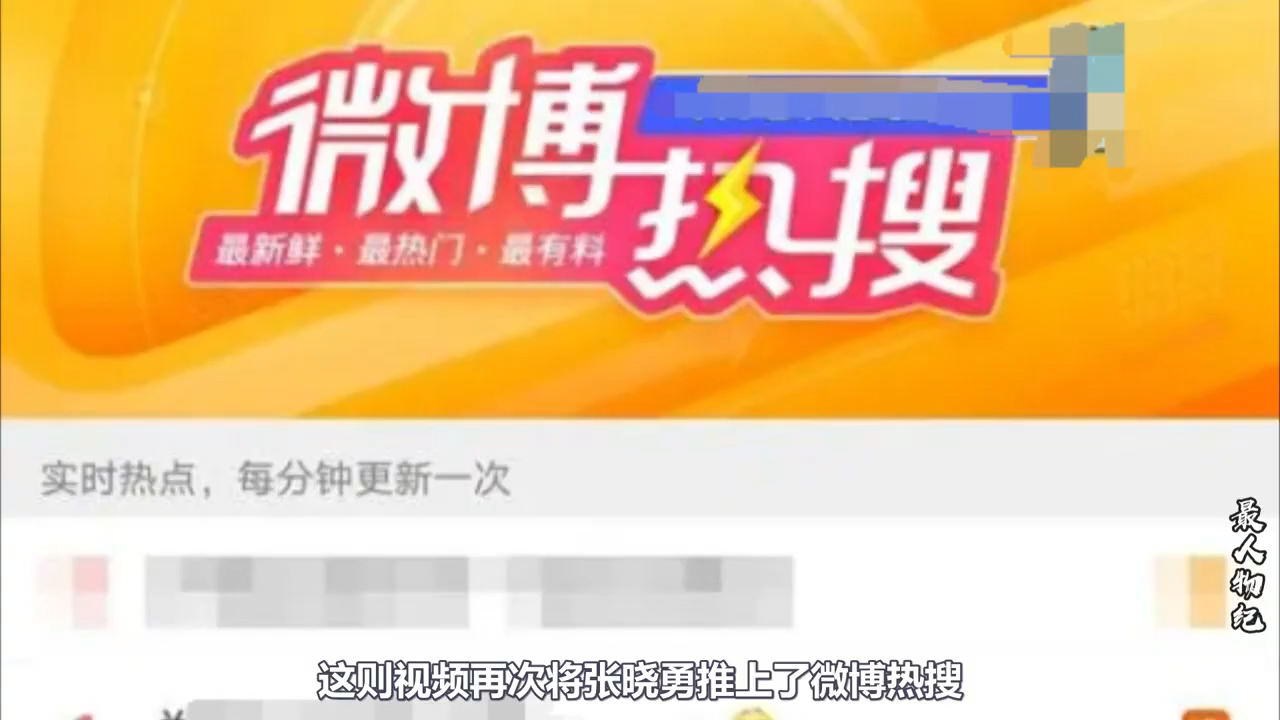 微博
热搜
最新鲜·最热门·最有料
实时热点，每分钟更新一次
最人物纪
这则视频再次将张晓勇推上了微博热搜